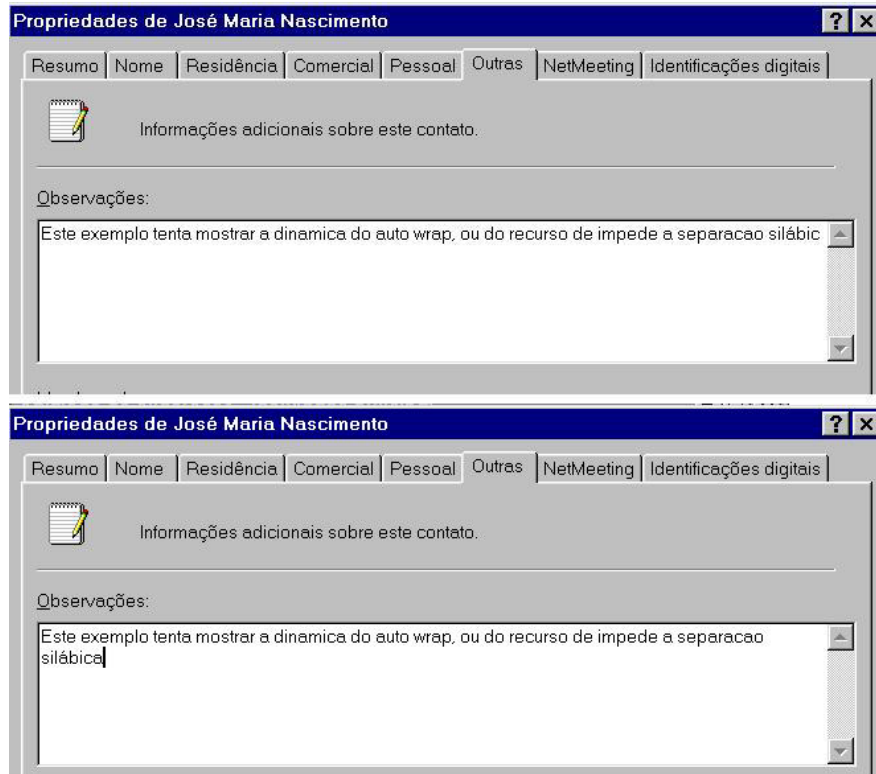 Propriedades de José Maria Nascimento
Resumo Nome Residência Comercial Pessoal Outras NetMeeting Identificações digitais
Informações adicionais sobre este contato.
Observações:
Este exemplo tenta mostrar a dinamica do auto wrap, ou do recurso de impede a separacao silábic
Propriedades de José Maria Nascimento
Resumo Nome Residência Comercial Pessoal Outras NetMeeting Identificações digitais
Informações adicionais sobre este contato.
Observações:
Este exemplo tenta mostrar a dinamica do auto wrap, ou do recurso de impede a separacao
silábica